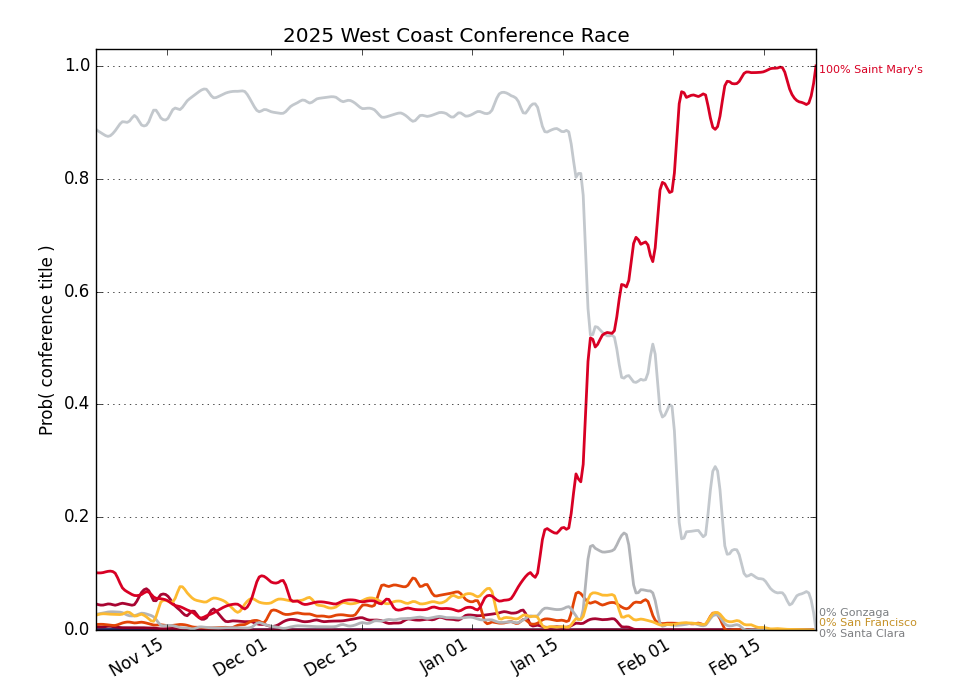 2025 West Coast Conference Race
1.0
0.8
0.6
0.4
0.2
0.0
Prob( conference title )
100% Saint Mary's
0% Gonzaga
0% San Francisco
0% Santa Clara
Nov 15
Dec 01
Dec 15
Jan 01
Jan 15
Feb 01
Feb 15